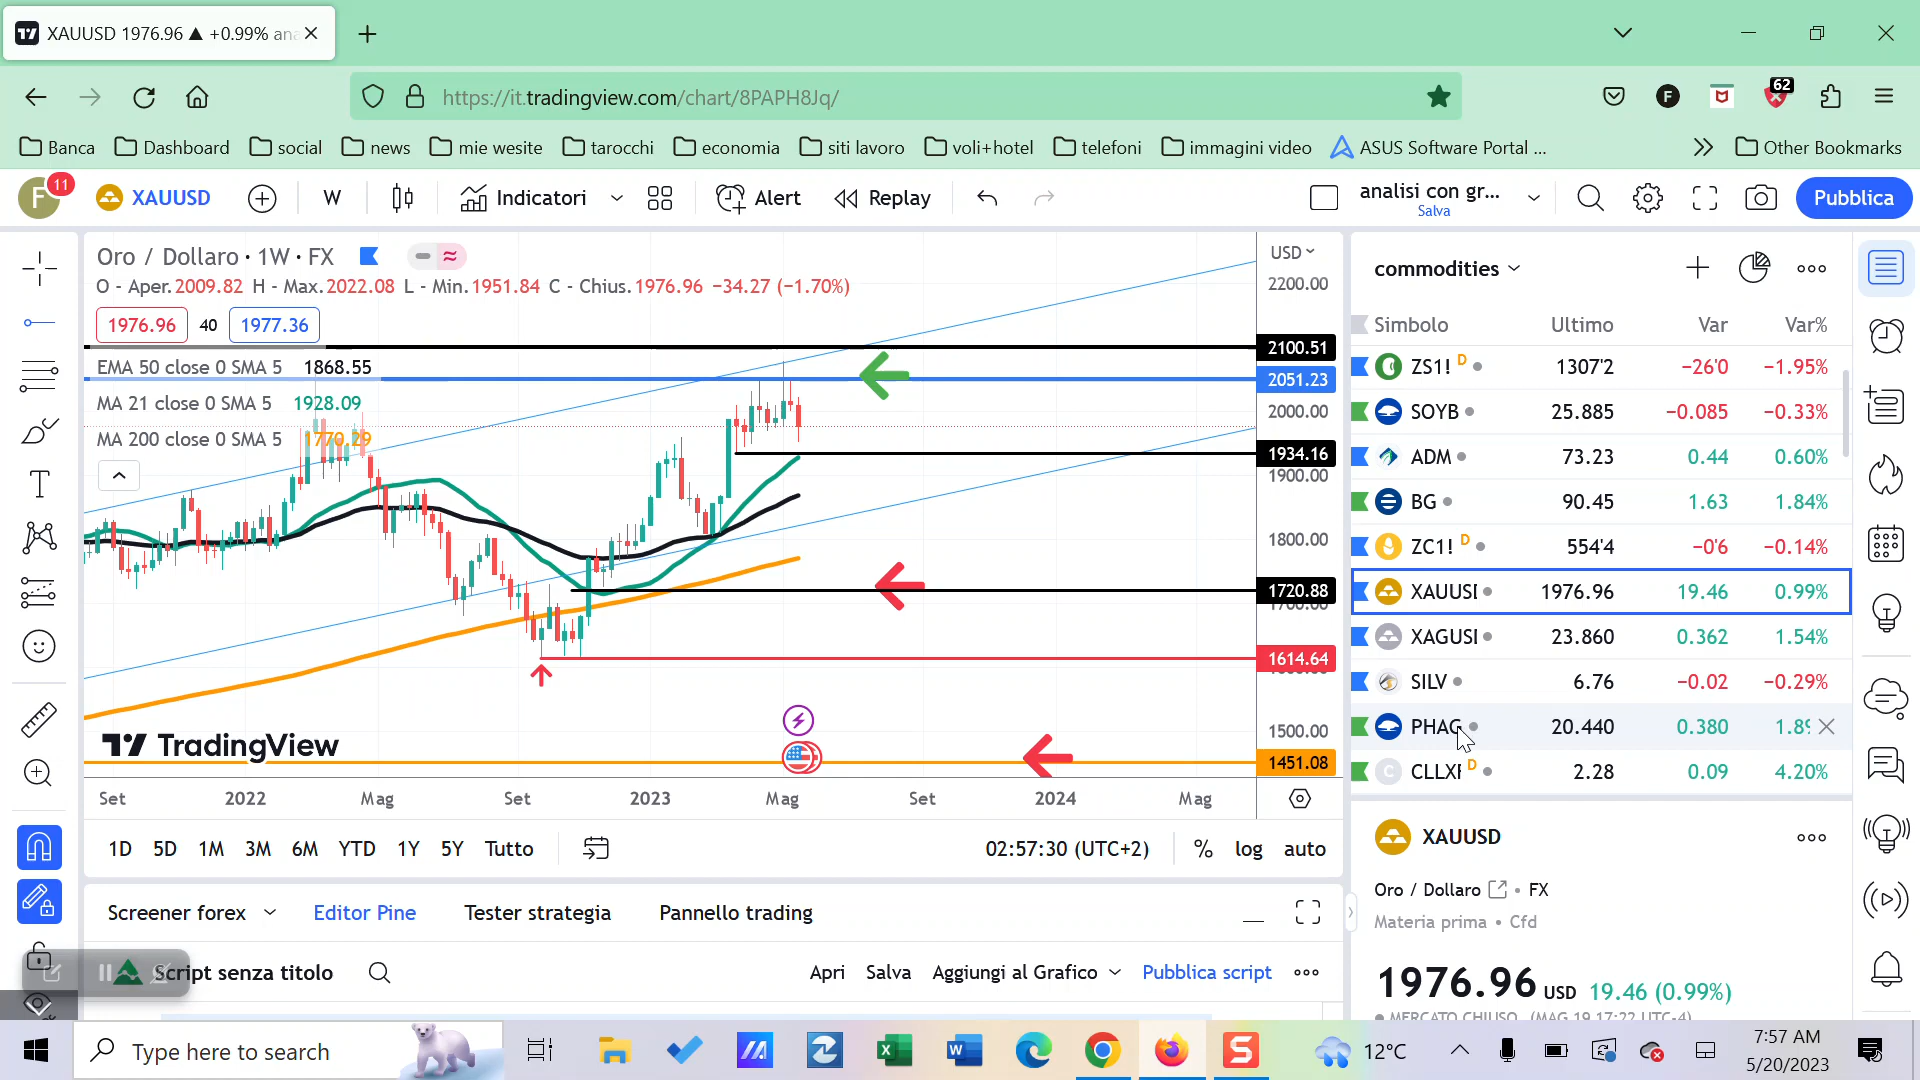 XAUUSD 1976.96 ▲ +0.99% ana
https://it.tradingview.com/chart/8PAPH8Jq/
62
Banca Dashboard social news mie wesite tarocchi economia siti lavoro voli+hotel telefoni immagini video ASUS Software Portal ... Other Bookmarks
F 11 XAUUSD W Indicatori Alert Replay analisi con gr... Salva Pubblica
Oro / Dollaro · 1W · FX
O - Aper. 2009.82 H - Max. 2022.08 L - Min. 1951.84 C - Chius. 1976.96 −34.27 (−1.70%)
1976.96 40 1977.36
EMA 50 close 0 SMA 5 1868.55
MA 21 close 0 SMA 5 1928.09
MA 200 close 0 SMA 5 1770.29
USD
2200.00
2100.51
2051.23
2000.00
1934.16
1900.00
1800.00
1720.88
1614.64
1500.00
1451.08
TradingView
Set 2022 Mag Set 2023 Mag Set 2024 Mag
1D 5D 1M 3M 6M YTD 1Y 5Y Tutto 02:57:30 (UTC+2) % log auto
Screener forex Editor Pine Tester strategia Pannello trading
Script senza titolo Apri Salva Aggiungi al Grafico Pubblica script
commodities
Simbolo Ultimo Var Var%
ZS1! D 1307'2 −26'0 −1.95%
SOYB 25.885 −0.085 −0.33%
ADM 73.23 0.44 0.60%
BG 90.45 1.63 1.84%
ZC1! D 554'4 −0'6 −0.14%
XAUUSD 1976.96 19.46 0.99%
XAGUSD 23.860 0.362 1.54%
SILV 6.76 −0.02 −0.29%
PHAG 20.440 0.380 1.89
CLLXF D 2.28 0.09 4.20%
XAUUSD
Oro / Dollaro • FX
Materia prima • Cfd
1976.96 USD 19.46 (0.99%)
MERCATO CHIUSO (MAG 19 17:22 UTC-4)
Type here to search
12°C
7:57 AM
5/20/2023